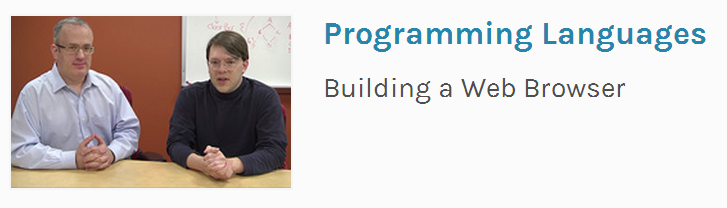 Programming Languages
Building a Web Browser